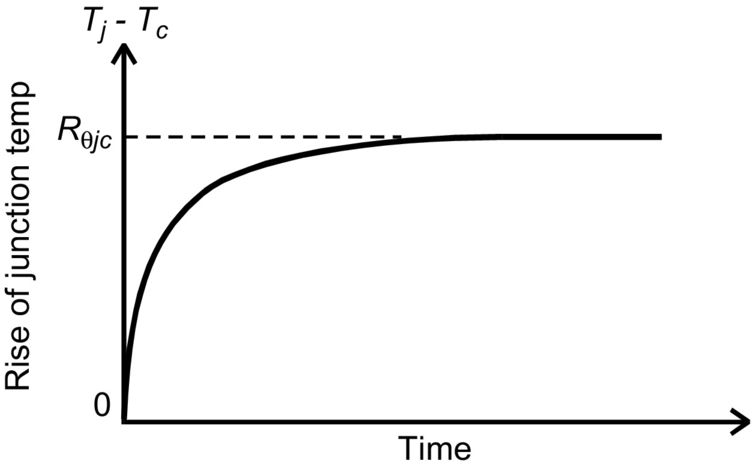 Tj - Tc
Rθjc
Rise of junction temp
0
Time